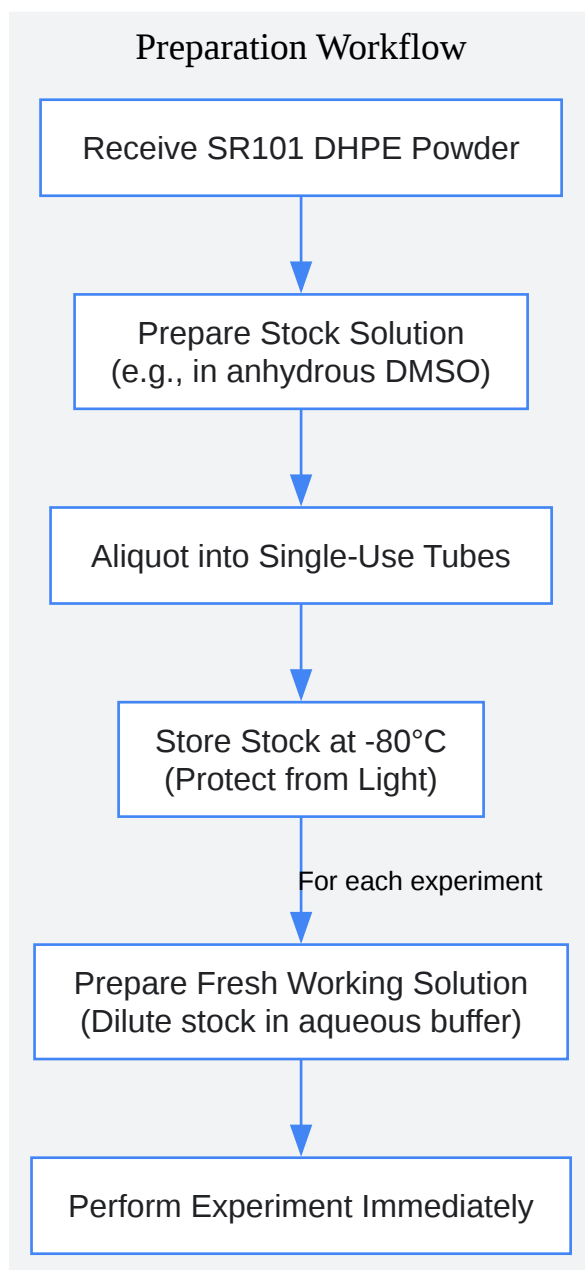 Preparation Workflow
Receive SR101 DHPE Powder
Prepare Stock Solution
(e.g., in anhydrous DMSO)
Aliquot into Single-Use Tubes
Store Stock at -80°C
(Protect from Light)
For each experiment
Prepare Fresh Working Solution
(Dilute stock in aqueous buffer)
Perform Experiment Immediately